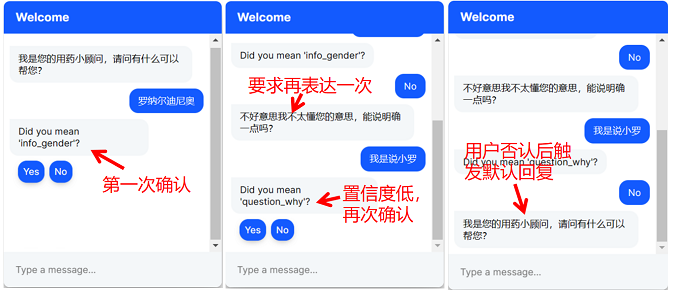 Welcome
我是您的用药小顾问，请问有什么可以
帮您？
罗纳尔迪尼奥
Did you mean
'info_gender'?
Yes
No
第一次确认
Type a message...
Welcome
Did you mean 'info_gender'?
No
要求再表达一次
不好意思我不太懂您的意思，能说明确
一点吗？
我是说小罗
Did you mean
'question_why'?
置信度低，
再次确认
Yes
No
Type a message...
Welcome
Did you mean 'info_gender'?
No
不好意思我不太懂您的意思，能说明确
一点吗？
我是说小罗
用户否认后触
Did you mean 'question_why'?
发默认回复
No
我是您的用药小顾问，请问有什么可以
帮您？
Type a message...